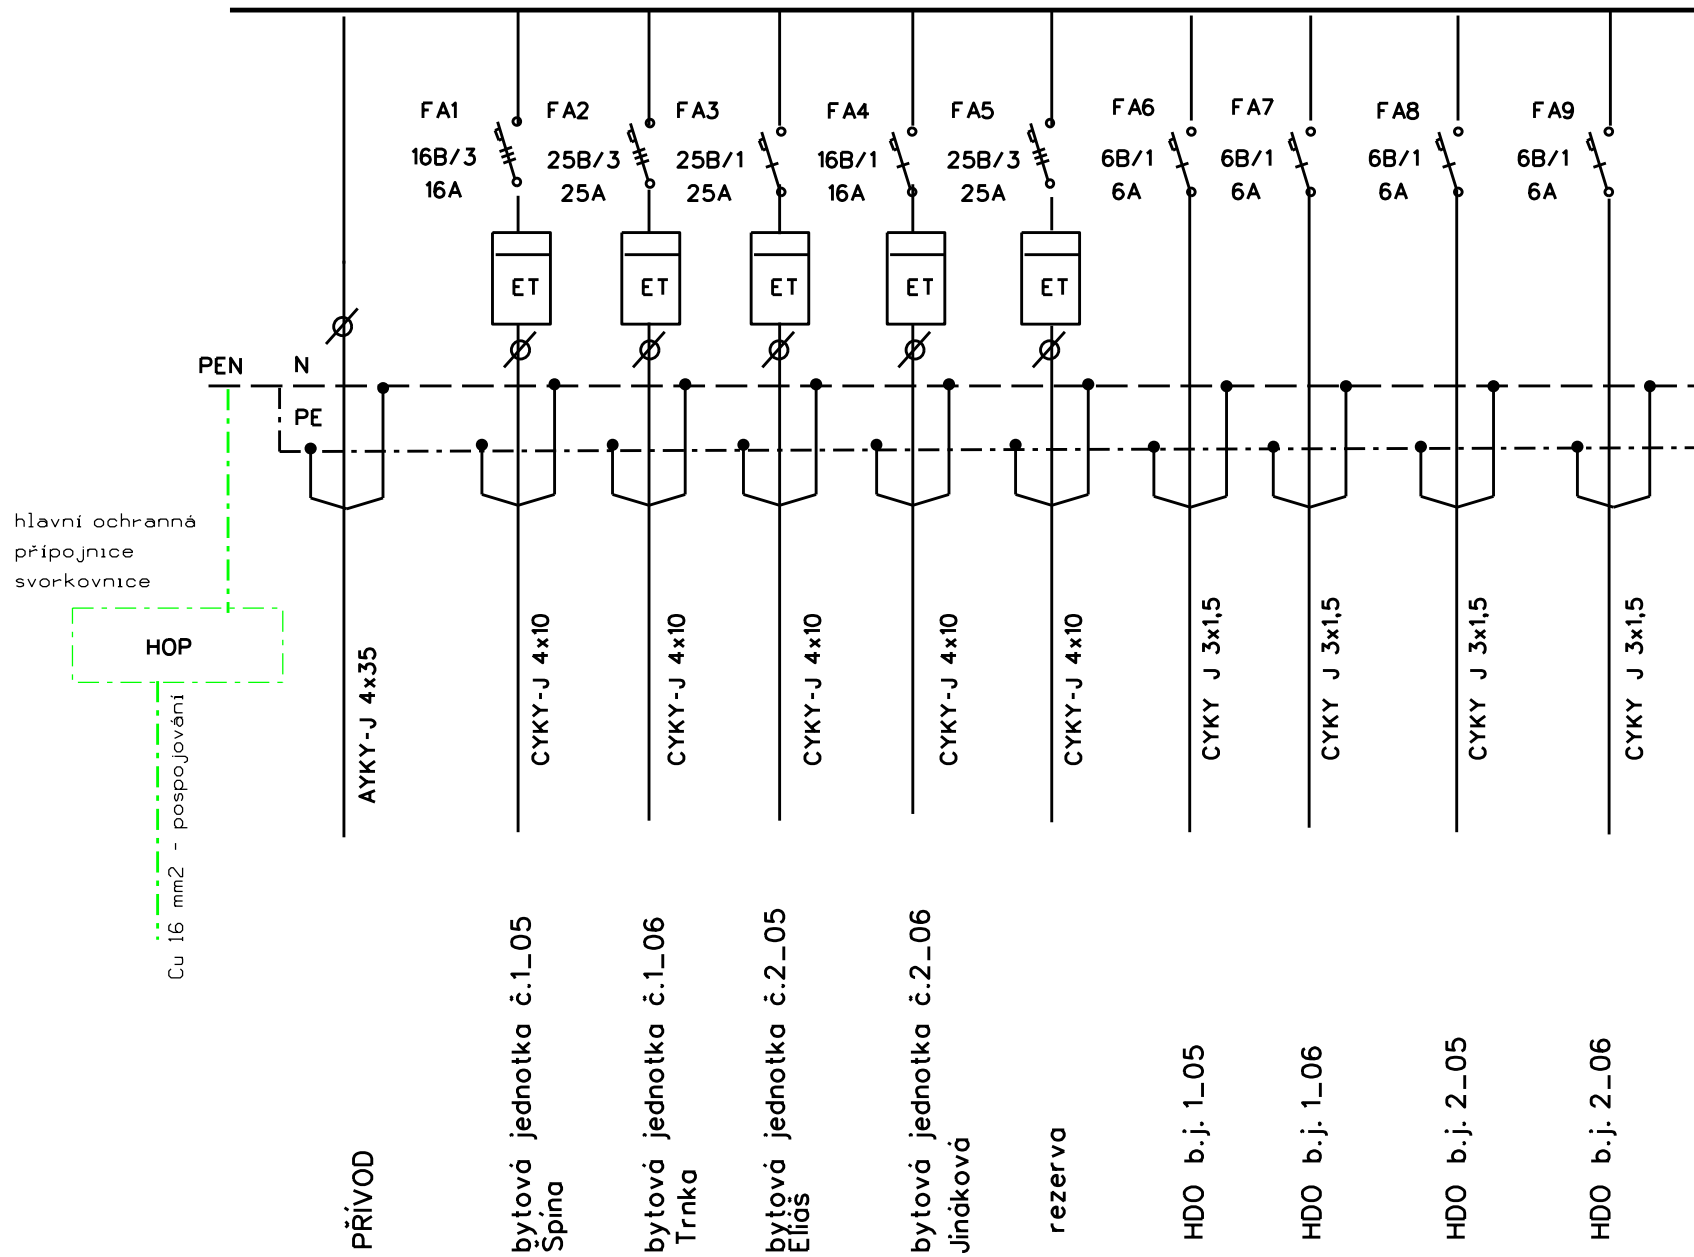 FA1
16B/3
16A
FA2
25B/3
25A
FA3
25B/1
25A
FA4
16B/1
16A
FA5
25B/3
25A
FA6
6B/1
6A
FA7
6B/1
6A
FA8
6B/1
6A
FA9
6B/1
6A
ET
ET
ET
ET
ET
PEN
N
PE
hlavní ochranná
přípojnice
svorkovnice
HOP
Cu 16 mm2 - pospojování
AYKY-J 4x35
CYKY-J 4x10
CYKY-J 4x10
CYKY-J 4x10
CYKY-J 4x10
CYKY-J 4x10
CYKY J 3x1,5
CYKY J 3x1,5
CYKY J 3x1,5
CYKY J 3x1,5
PŘÍVOD
bytová jednotka č.1_05
Špína
bytová jednotka č.1_06
Trnka
bytová jednotka č.2_05
Eliáš
bytová jednotka č.2_06
Jináková
rezerva
HDO b.j. 1_05
HDO b.j. 1_06
HDO b.j. 2_05
HDO b.j. 2_06